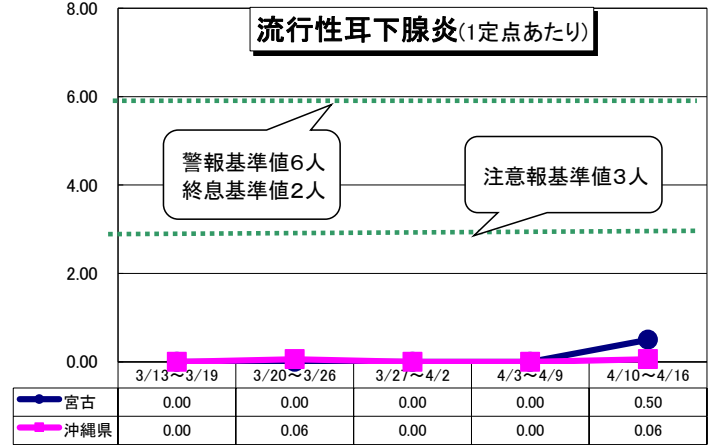 流行性耳下腺炎(1定点あたり)
8.00
6.00
4.00
2.00
0.00
警報基準値6人
終息基準値2人
注意報基準値3人
3/13~3/19 3/20~3/26 3/27~4/2 4/3~4/9 4/10~4/16
宮古 0.00 0.00 0.00 0.00 0.50
沖縄県 0.00 0.06 0.00 0.00 0.06